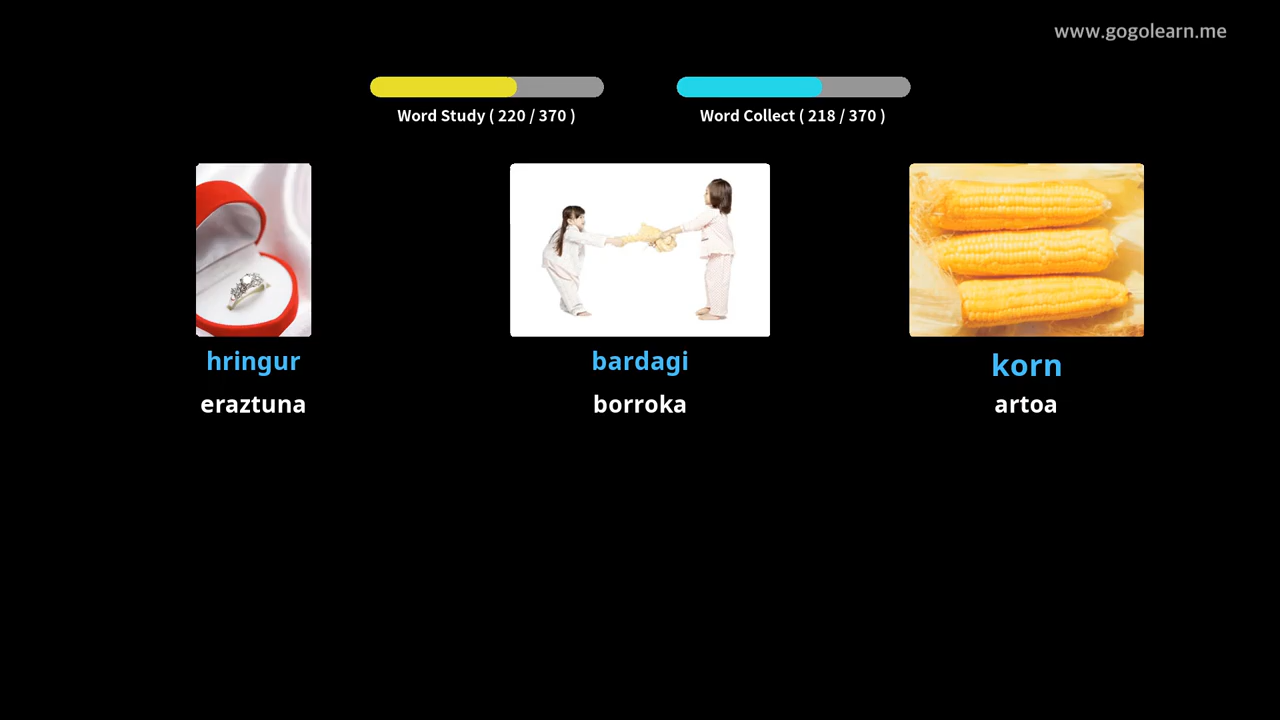 www.gogolearn.me
Word Study ( 220 / 370 )
Word Collect ( 218 / 370 )
hringur
eraztuna
bardagi
borroka
korn
artoa